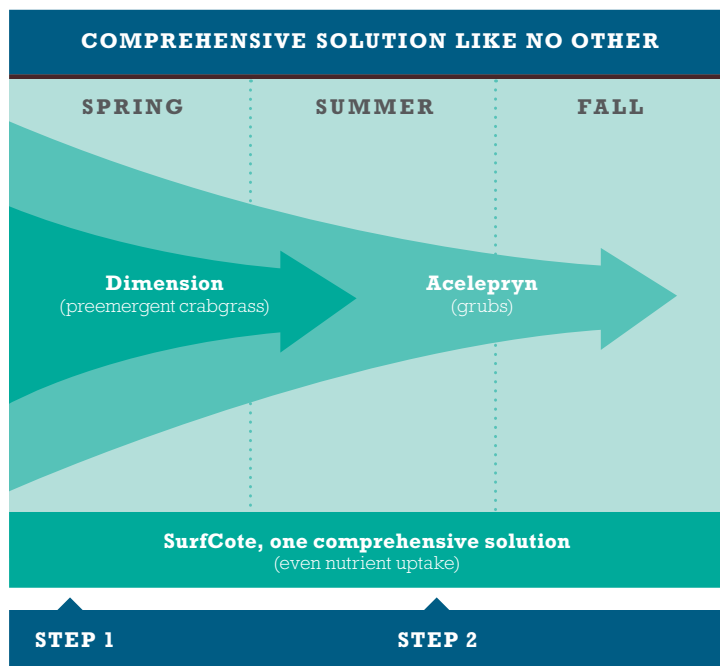 COMPREHENSIVE SOLUTION LIKE NO OTHER
SPRING
SUMMER
FALL
Dimension
(preemergent crabgrass)
Acelepryn
(grubs)
SurfCote, one comprehensive solution
(even nutrient uptake)
STEP 1
STEP 2